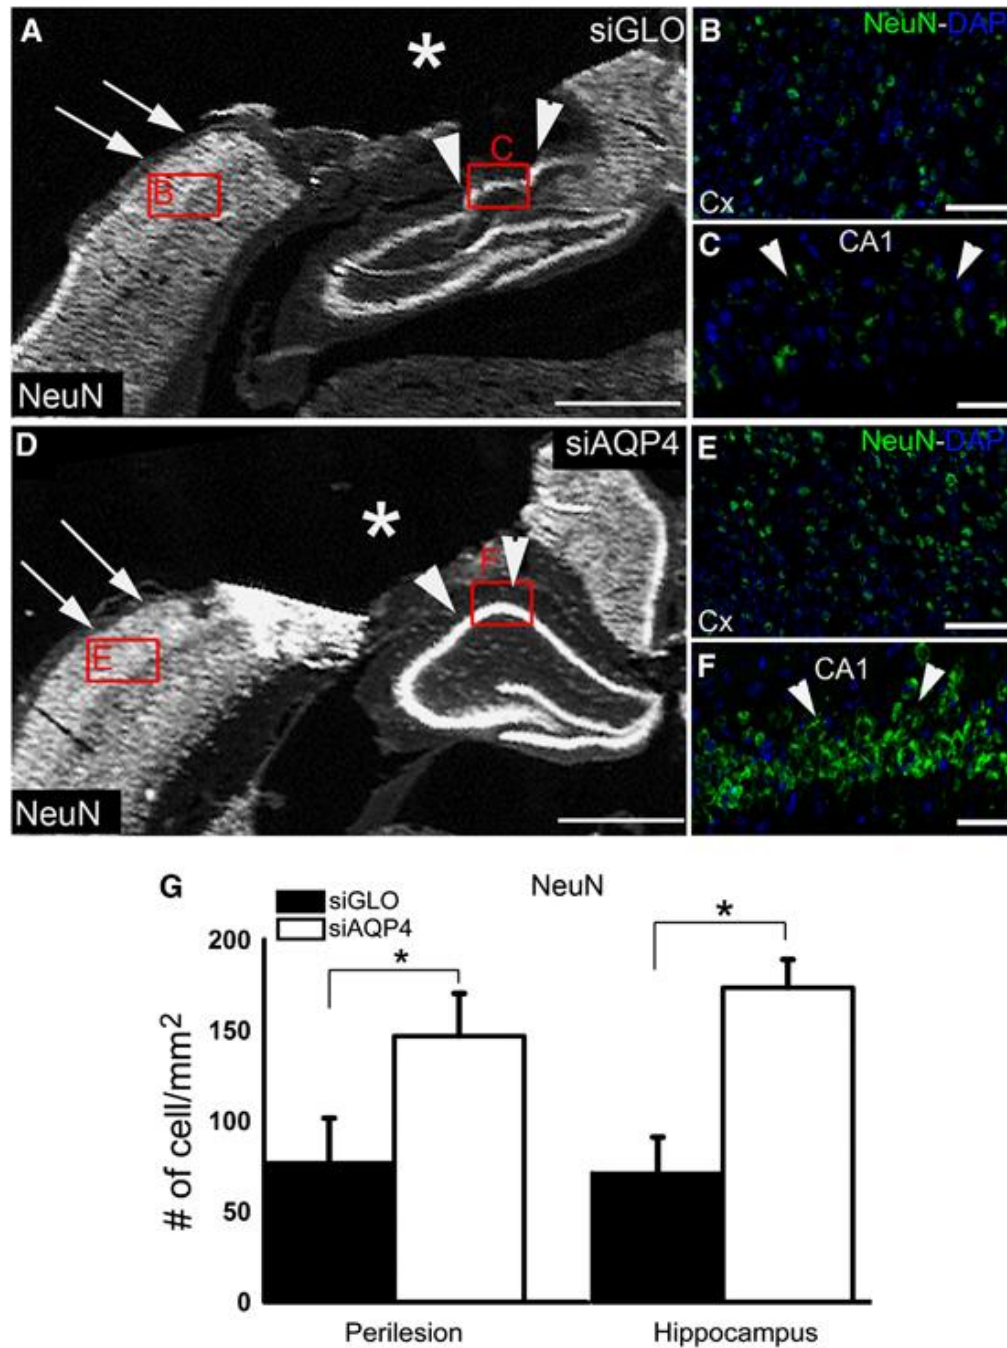 A
siGLO
*
B
C
NeuN
B
NeuN-DAP
Cx
C
CA1
D
siAQP4
*
E
F
NeuN
E
NeuN-DAP
Cx
F
CA1
G
NeuN
siGLO
siAQP4
# of cell/mm2
200
150
100
50
0
*
*
Perilesion
Hippocampus